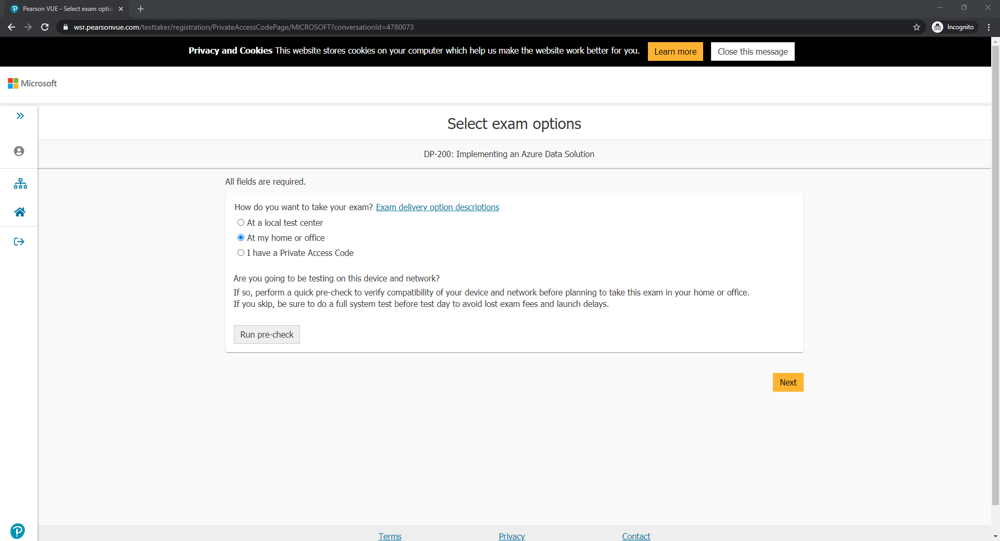 Pearson VUE - Select exam optio
wsr.pearsonvue.com/testtaker/registration/PrivateAccessCodePage/MICROSOFT?conversationId=4780073
Incognito
Privacy and Cookies This website stores cookies on your computer which help us make the website work better for you.
Learn more
Close this message
Microsoft
Select exam options
DP-200: Implementing an Azure Data Solution
All fields are required.
How do you want to take your exam? Exam delivery option descriptions
At a local test center
At my home or office
I have a Private Access Code
Are you going to be testing on this device and network?
If so, perform a quick pre-check to verify compatibility of your device and network before planning to take this exam in your home or office.
If you skip, be sure to do a full system test before test day to avoid lost exam fees and launch delays.
Run pre-check
Next
Terms
Privacy
Contact